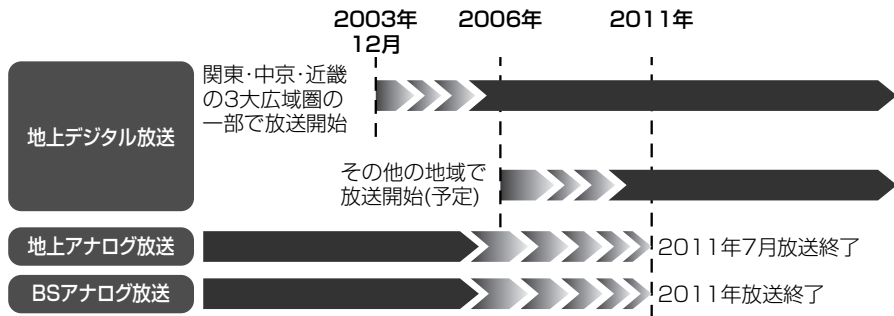 2003年
12月
2006年
2011年
地上デジタル放送
関東・中京・近畿
の3大広域圏の
一部で放送開始
その他の地域で
放送開始(予定)
地上アナログ放送
2011年7月放送終了
BSアナログ放送
2011年放送終了